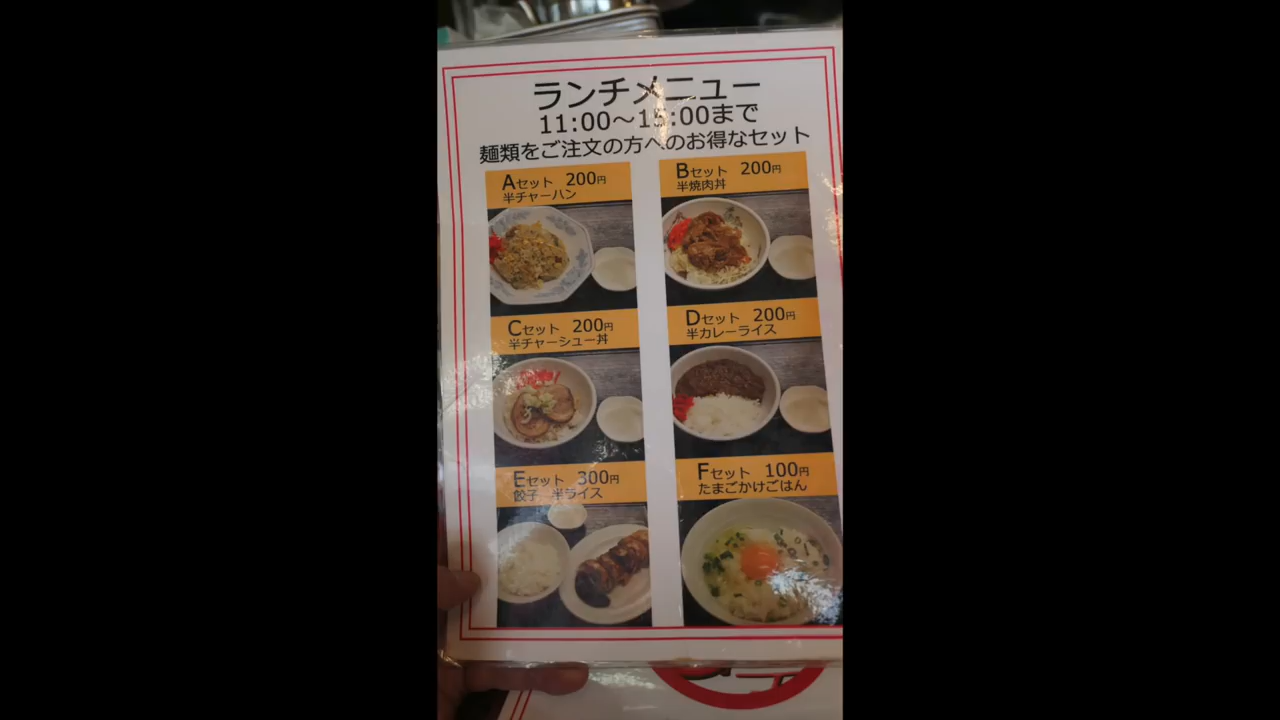 ランチメニュー
11:00～15:00まで
麺類をご注文の方へのお得なセット
Aセット 200円
半チャーハン
Bセット 200円
半焼肉丼
Cセット 200円
半チャーシュー丼
Dセット 200円
半カレーライス
Eセット 300円
餃子 半ライス
Fセット 100円
たまごかけごはん